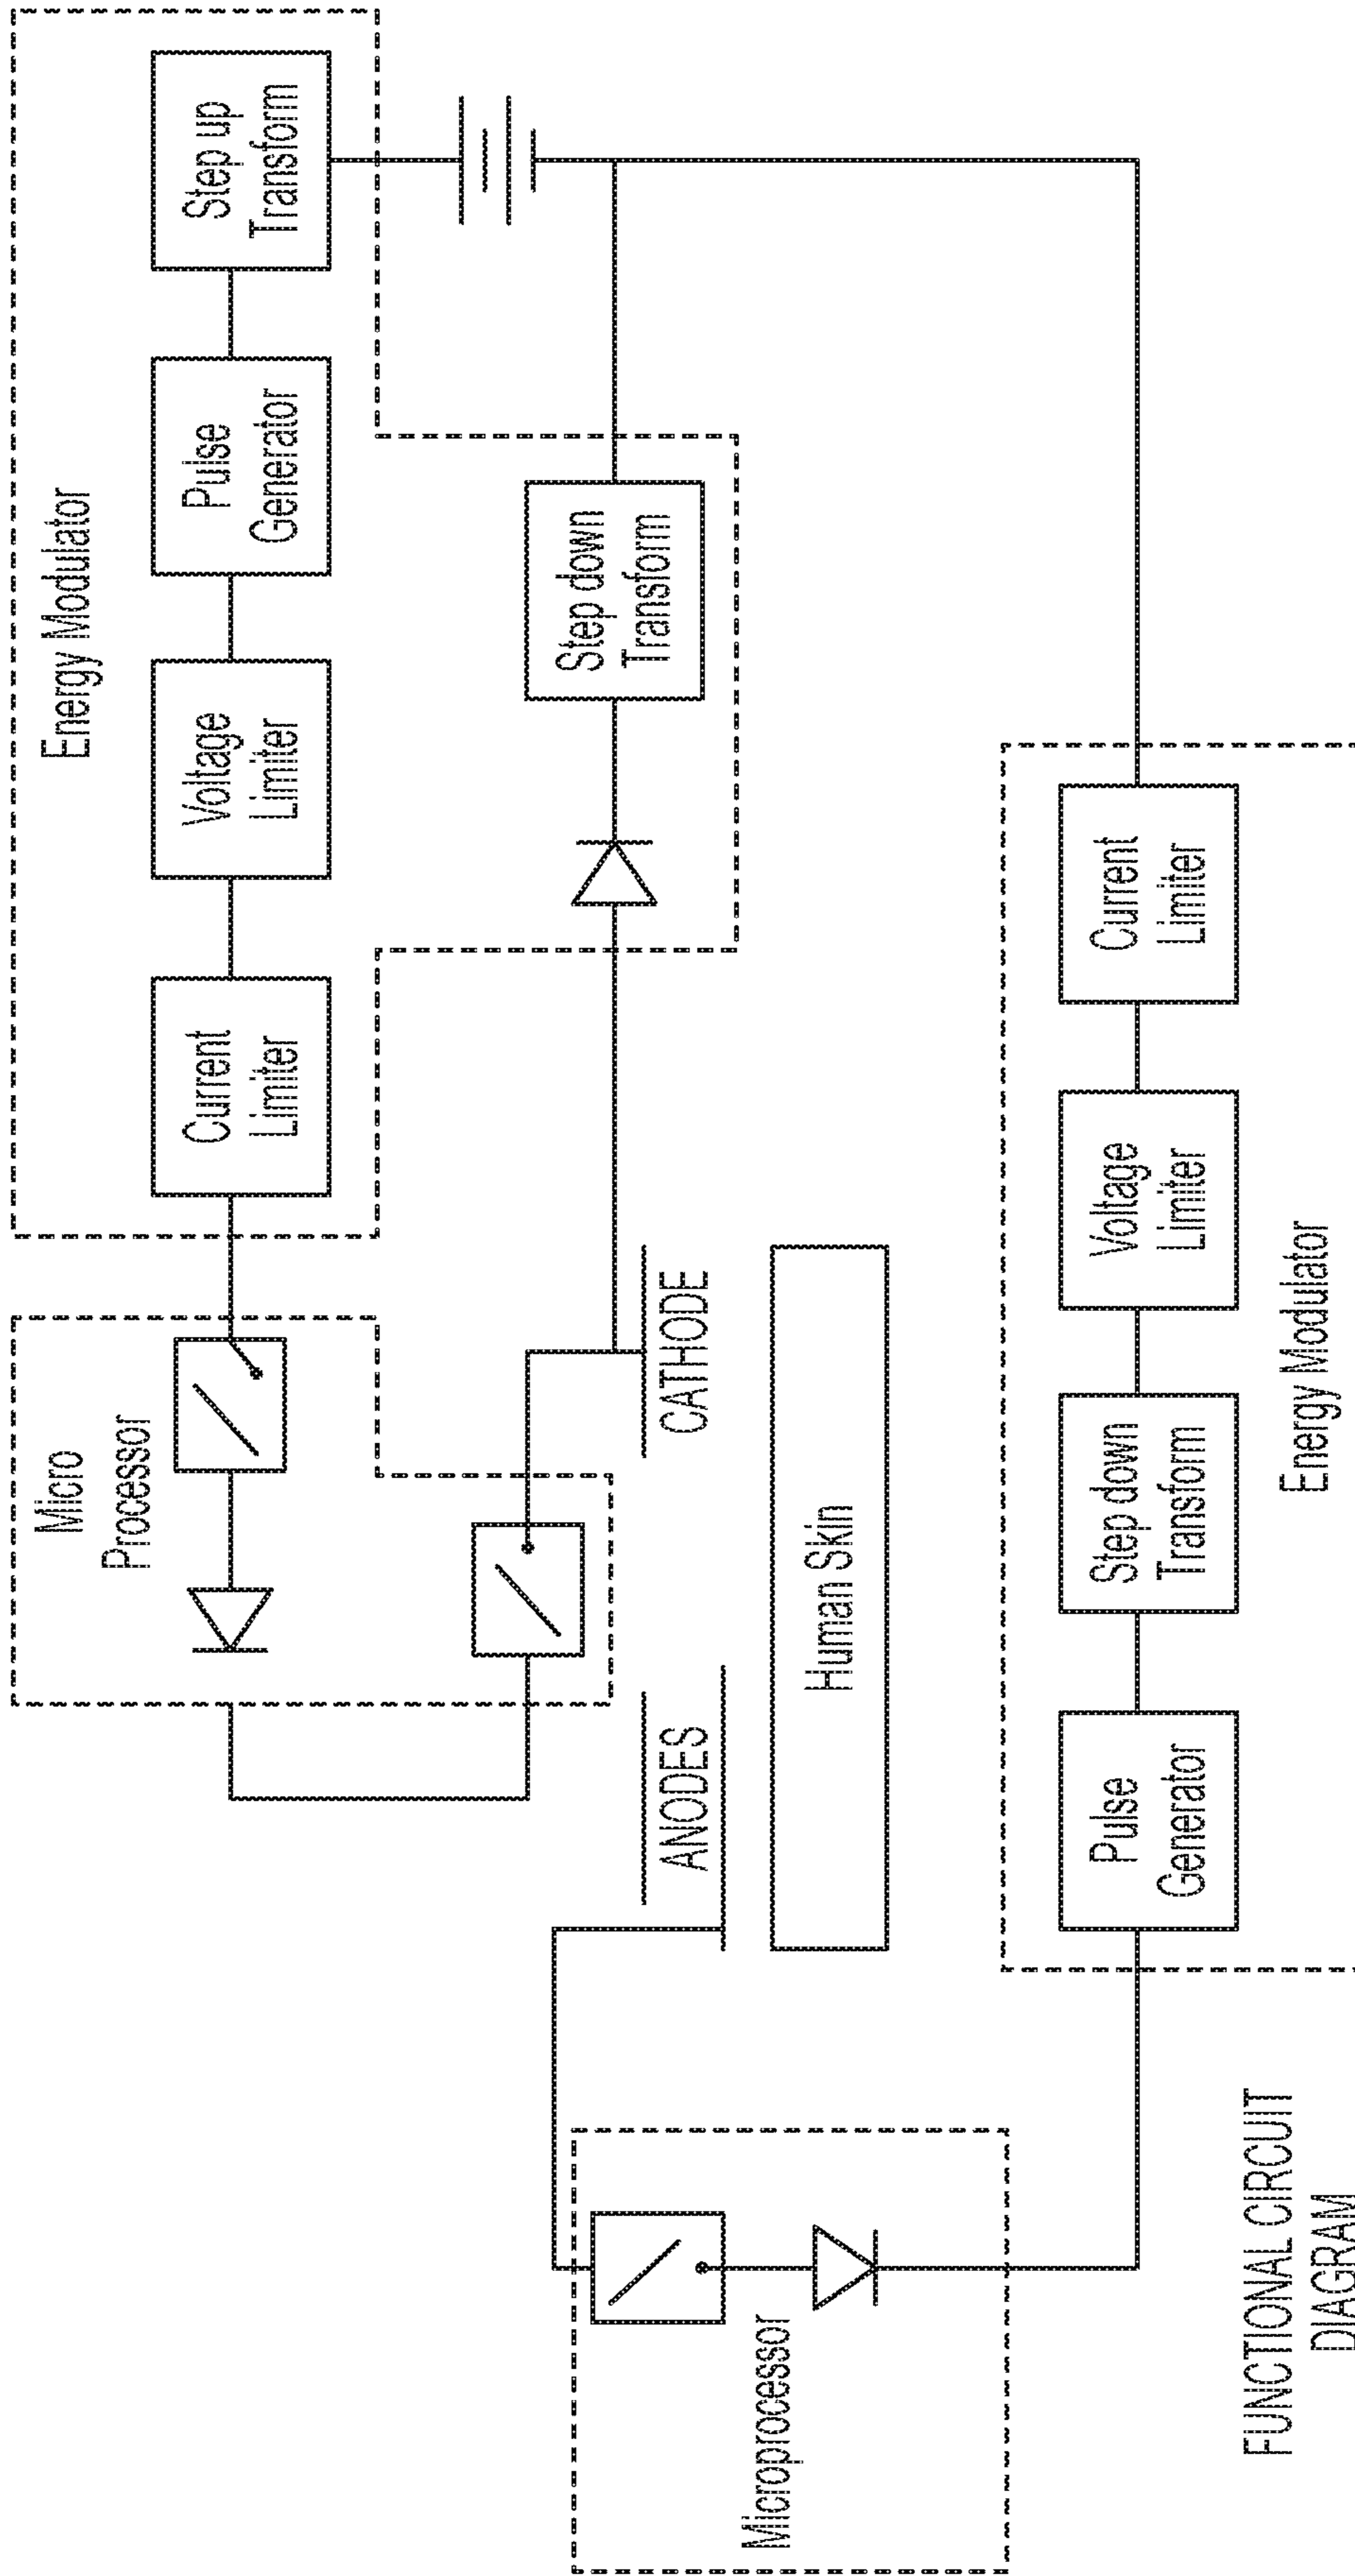 Energy Modulator
Step up
Transform
Pulse
Generator
Voltage
Limiter
Current
Limiter
Micro
Processor
Step down
Transform
CATHODE
ANODES
Human Skin
Microprocessor
Current
Limiter
Voltage
Limiter
Step down
Transform
Pulse
Generator
Energy Modulator
FUNCTIONAL CIRCUIT
DIAGRAM